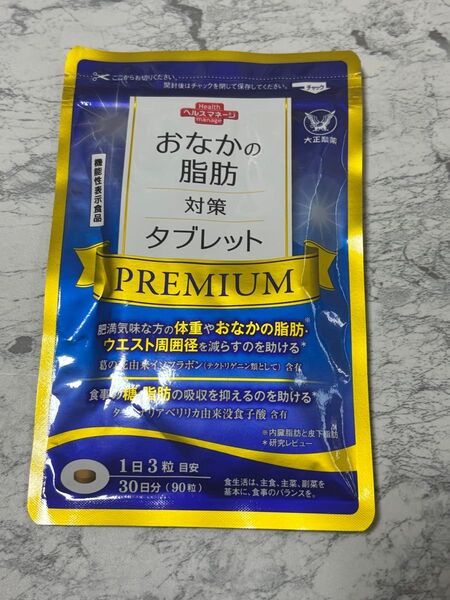 ここからお切りください。
開封後はチャックを閉じて保存してください。
チャック
Health
ヘルスマネージ
manage
大正製薬
機能性表示食品
おなかの
脂肪
対策
タブレット
PREMIUM
肥満気味な方の体重やおなかの脂肪※・
ウエスト周囲径を減らすのを助ける*
葛の花由来イソフラボン(テクトリゲニン類として)含有
食事の糖・脂肪の吸収を抑えるのを助ける*
ターミナリアベリリカ由来没食子酸 含有
※内臓脂肪と皮下脂肪
*研究レビュー
1日3粒 目安
30日分(90粒)
食生活は、主食、主菜、副菜を
基本に、食事のバランスを。